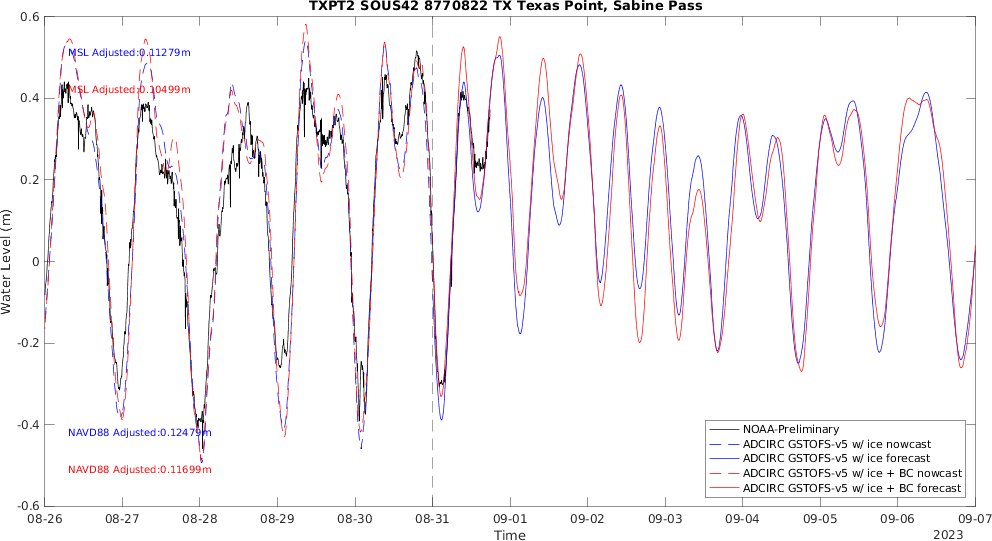 TXPT2 SOUS42 8770822 TX Texas Point, Sabine Pass
0.6
0.4
0.2
0
-0.2
-0.4
-0.6
Water Level (m)
MSL Adjusted:0.11279m
MSL Adjusted:0.10499m
NAVD88 Adjusted:0.12479m
NAVD88 Adjusted:0.11699m
NOAA-Preliminary
ADCIRC GSTOFS-v5 w/ ice nowcast
ADCIRC GSTOFS-v5 w/ ice forecast
ADCIRC GSTOFS-v5 w/ ice + BC nowcast
ADCIRC GSTOFS-v5 w/ ice + BC forecast
08-26 08-27 08-28 08-29 08-30 08-31 09-01 09-02 09-03 09-04 09-05 09-06 09-07
Time
2023